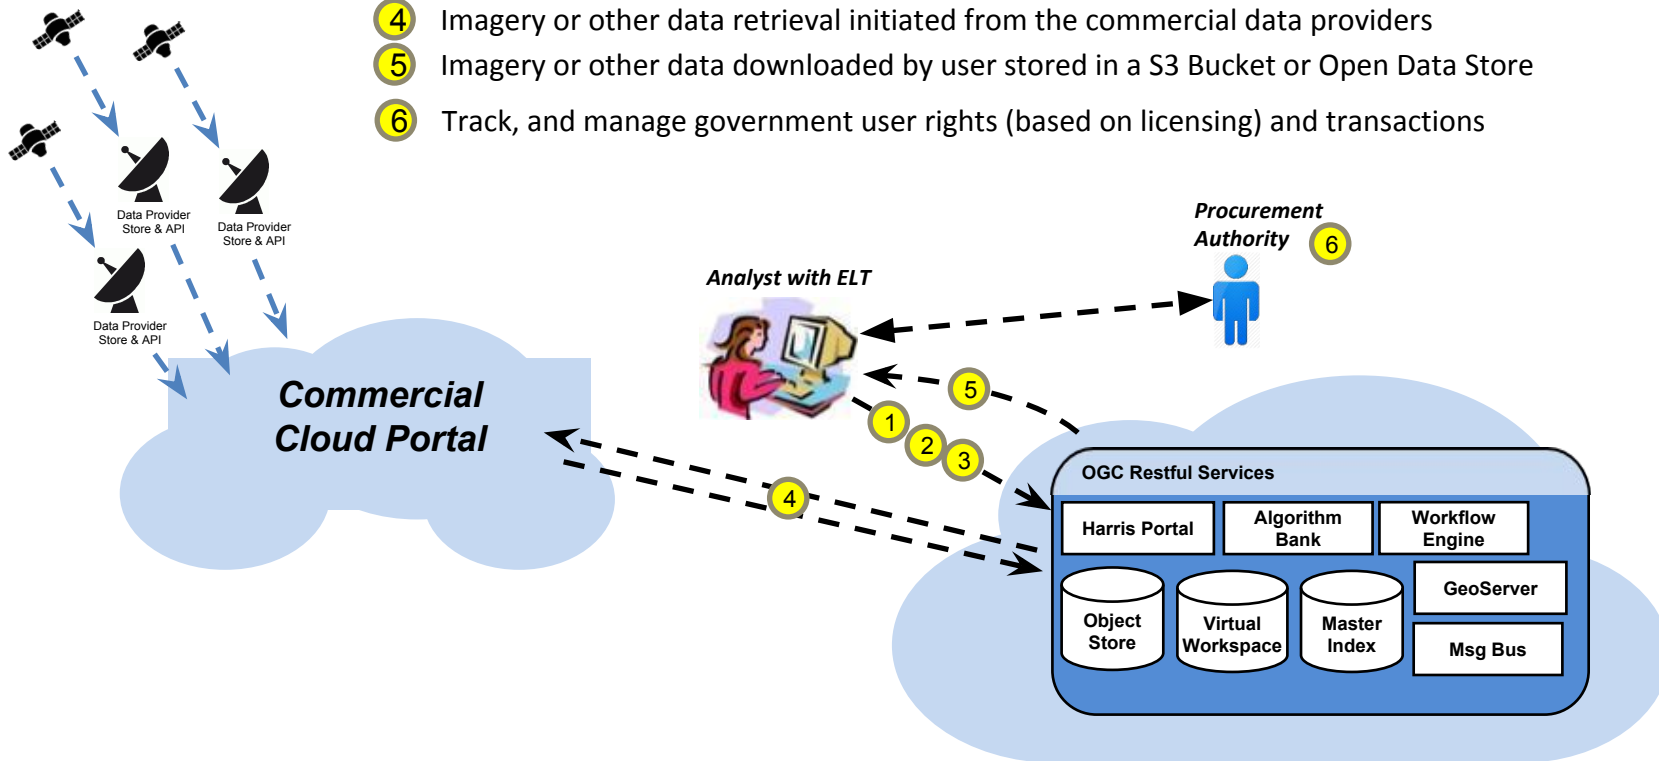 4 Imagery or other data retrieval initiated from the commercial data providers
5 Imagery or other data downloaded by user stored in a S3 Bucket or Open Data Store
6 Track, and manage government user rights (based on licensing) and transactions
Data Provider
Store & API
Data Provider
Store & API
Data Provider
Store & API
Procurement
Authority 6
Analyst with ELT
Commercial
Cloud Portal
5
1
2
3
4
OGC Restful Services
Harris Portal
Algorithm
Bank
Workflow
Engine
GeoServer
Object
Store
Virtual
Workspace
Master
Index
Msg Bus